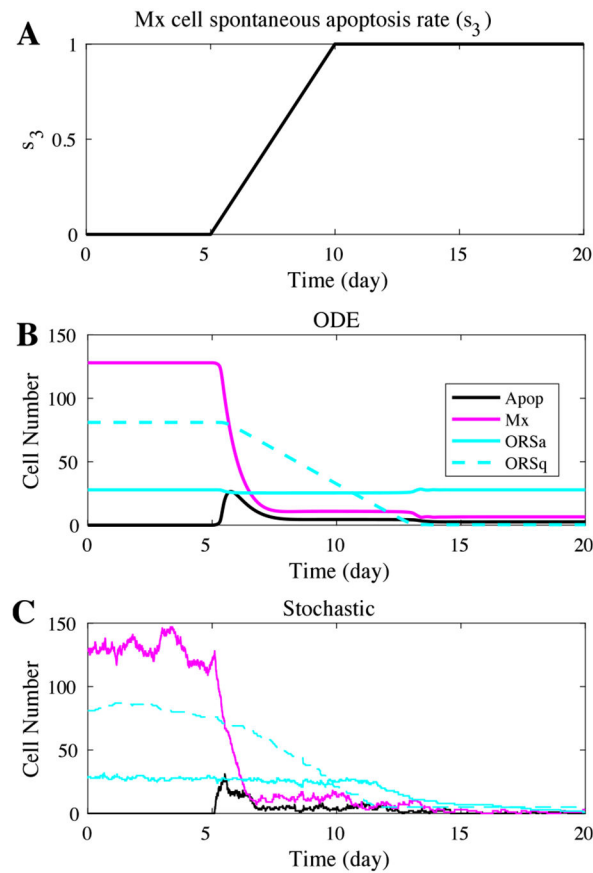 A
Mx cell spontaneous apoptosis rate (s3)
1
0.5
0
s3
0 5 10 15 20
Time (day)
B
ODE
150
100
50
0
Cell Number
Apop
Mx
ORSa
ORSq
0 5 10 15 20
Time (day)
C
Stochastic
150
100
50
0
Cell Number
0 5 10 15 20
Time (day)